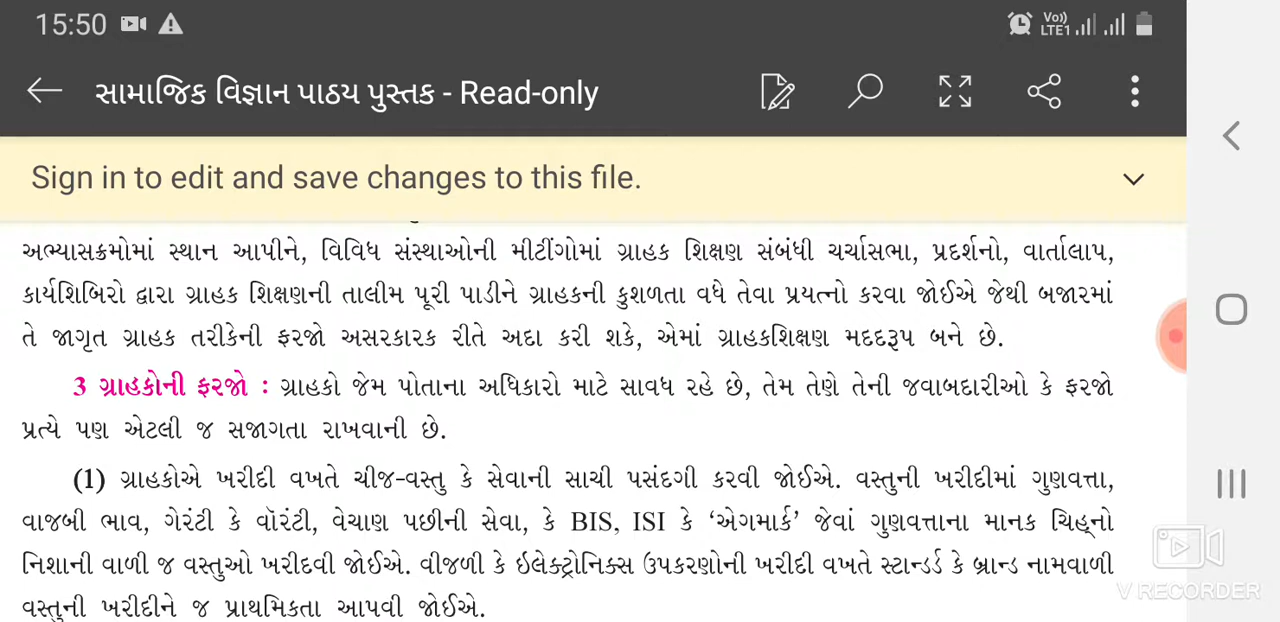 15:50
Vo)) LTE1
સામાજિક વિજ્ઞાન પાઠય પુસ્તક - Read-only
Sign in to edit and save changes to this file.
અભ્યાસક્રમોમાં સ્થાન આપીને, વિવિધ સંસ્થાઓની મીટીંગોમાં ગ્રાહક શિક્ષણ સંબંધી ચર્ચાસભા, પ્રદર્શનો, વાર્તાલાપ,
કાર્યશિબિરો દ્વારા ગ્રાહક શિક્ષણની તાલીમ પૂરી પાડીને ગ્રાહકની કુશળતા વધે તેવા પ્રયત્નો કરવા જોઈએ જેથી બજારમાં
તે જાગૃત ગ્રાહક તરીકેની ફરજો અસરકારક રીતે અદા કરી શકે, એમાં ગ્રાહકશિક્ષણ મદદરૂપ બને છે.
3 ગ્રાહકોની ફરજો : ગ્રાહકો જેમ પોતાના અધિકારો માટે સાવધ રહે છે, તેમ તેણે તેની જવાબદારીઓ કે ફરજો
પ્રત્યે પણ એટલી જ સજાગતા રાખવાની છે.
(1) ગ્રાહકોએ ખરીદી વખતે ચીજ-વસ્તુ કે સેવાની સાચી પસંદગી કરવી જોઈએ. વસ્તુની ખરીદીમાં ગુણવત્તા,
વાજબી ભાવ, ગેરંટી કે વૉરંટી, વેચાણ પછીની સેવા, કે BIS, ISI કે ‘એગમાર્ક’ જેવાં ગુણવત્તાના માનક ચિહ્નો
નિશાની વાળી જ વસ્તુઓ ખરીદવી જોઈએ. વીજળી કે ઇલેક્ટ્રોનિક્સ ઉપકરણોની ખરીદી વખતે સ્ટાન્ડર્ડ કે બ્રાન્ડ નામવાળી
વસ્તુની ખરીદીને જ પ્રાથમિકતા આપવી જોઈએ.
V RECORDER